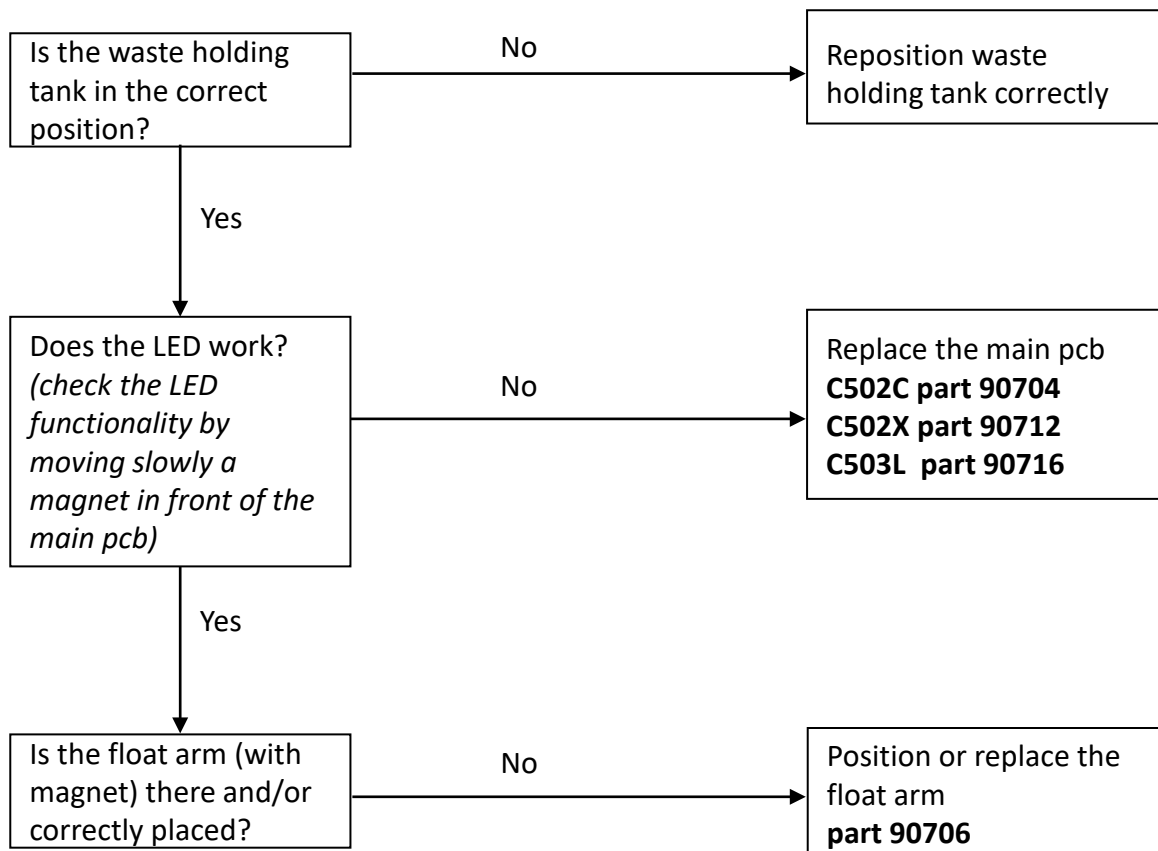 Is the waste holding
tank in the correct
position?
No
Reposition waste
holding tank correctly
Yes
Does the LED work?
(check the LED
functionality by
moving slowly a
magnet in front of the
main pcb)
No
Replace the main pcb
C502C part 90704
C502X part 90712
C503L part 90716
Yes
Is the float arm (with
magnet) there and/or
correctly placed?
No
Position or replace the
float arm
part 90706